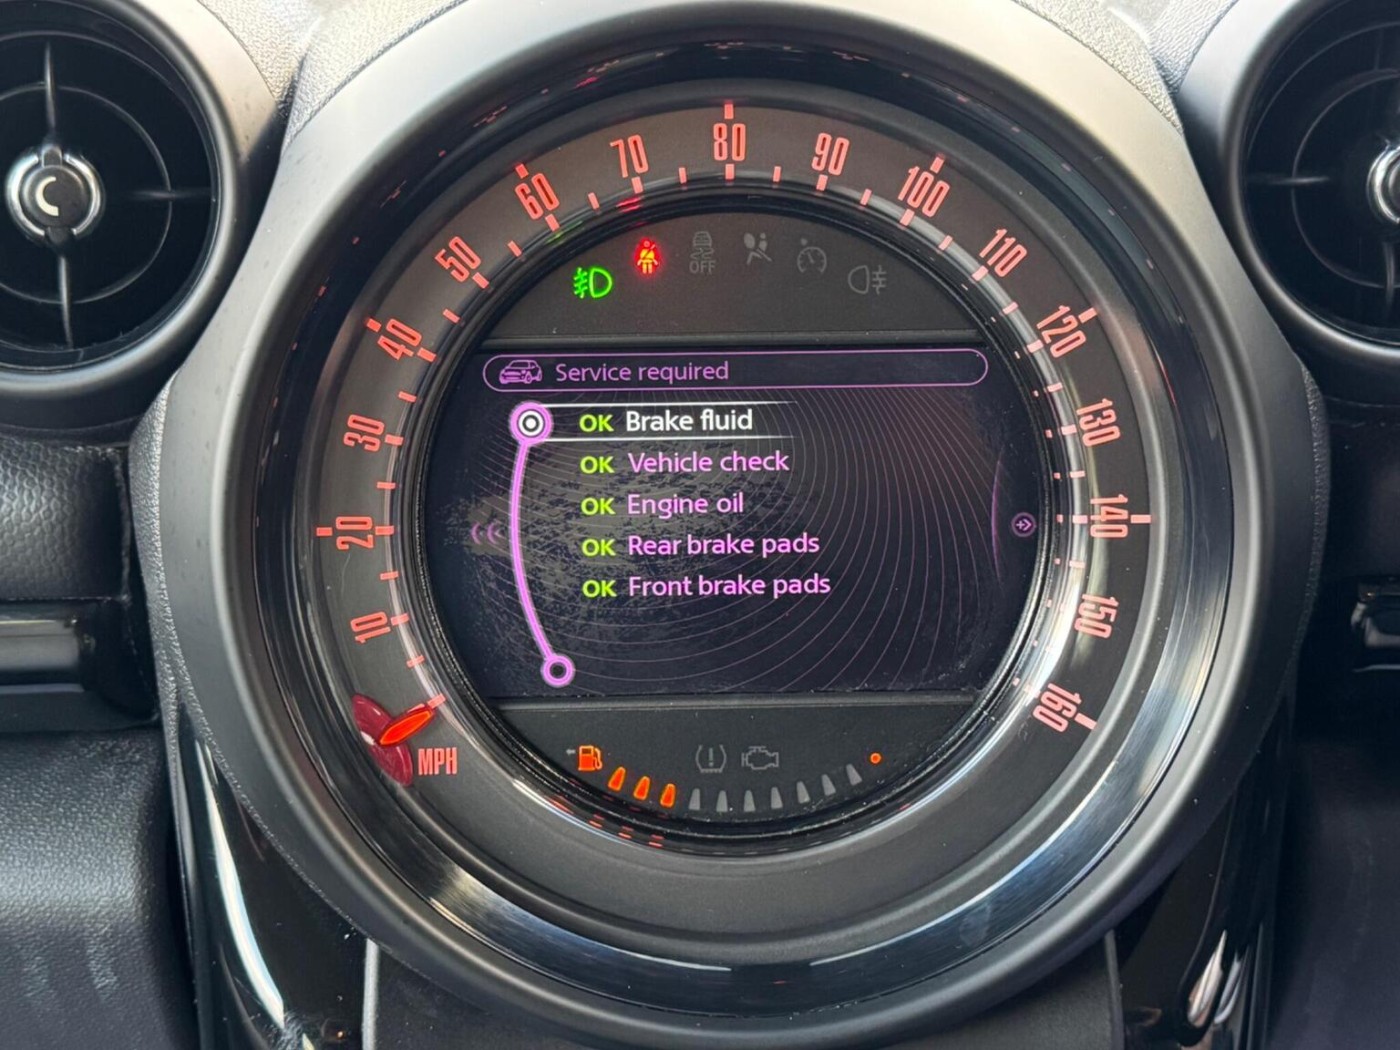 80
70
90
60
100
50
110
40
120
30
130
20
140
10
150
160
MPH
OFF
Service required
OK Brake fluid
OK Vehicle check
OK Engine oil
OK Rear brake pads
OK Front brake pads